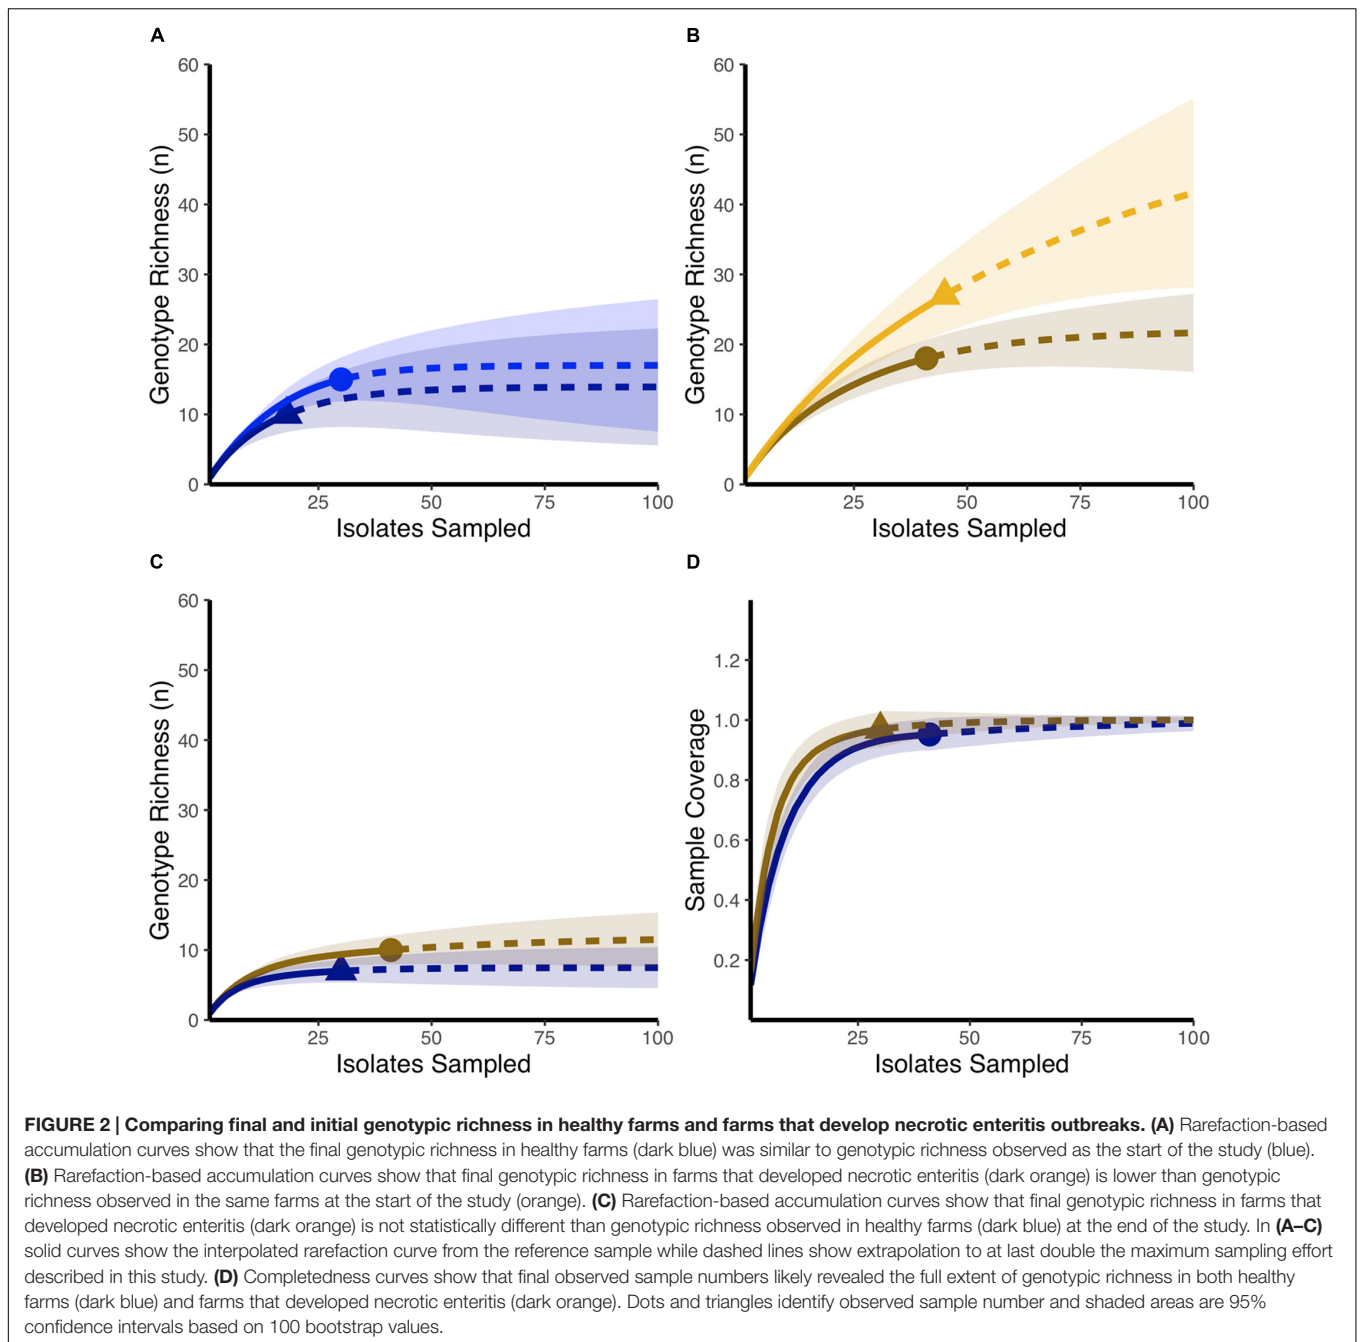 A
60
50
40
30
20
10
0
Genotype Richness (n)
25 50 75 100
Isolates Sampled
B
60
50
40
30
20
10
0
Genotype Richness (n)
25 50 75 100
Isolates Sampled
C
60
50
40
30
20
10
0
Genotype Richness (n)
25 50 75 100
Isolates Sampled
D
1.2
1.0
0.8
0.6
0.4
0.2
Sample Coverage
25 50 75 100
Isolates Sampled
FIGURE 2 | Comparing final and initial genotypic richness in healthy farms and farms that develop necrotic enteritis outbreaks. (A) Rarefaction-based
accumulation curves show that the final genotypic richness in healthy farms (dark blue) was similar to genotypic richness observed as the start of the study (blue).
(B) Rarefaction-based accumulation curves show that final genotypic richness in farms that developed necrotic enteritis (dark orange) is lower than genotypic
richness observed in the same farms at the start of the study (orange). (C) Rarefaction-based accumulation curves show that final genotypic richness in farms that
developed necrotic enteritis (dark orange) is not statistically different than genotypic richness observed in healthy farms (dark blue) at the end of the study. In (A–C)
solid curves show the interpolated rarefaction curve from the reference sample while dashed lines show extrapolation to at last double the maximum sampling effort
described in this study. (D) Completedness curves show that final observed sample numbers likely revealed the full extent of genotypic richness in both healthy
farms (dark blue) and farms that developed necrotic enteritis (dark orange). Dots and triangles identify observed sample number and shaded areas are 95%
confidence intervals based on 100 bootstrap values.